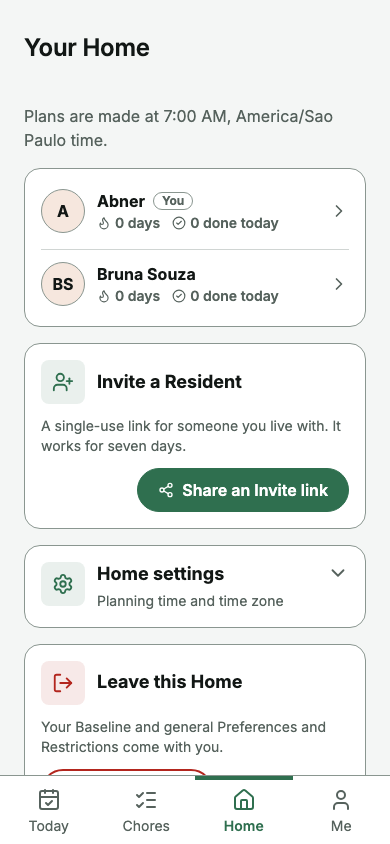 Your Home
Plans are made at 7:00 AM, America/Sao
Paulo time.
A
Abner
You
0 days
0 done today
BS
Bruna Souza
0 days
0 done today
Invite a Resident
A single-use link for someone you live with. It
works for seven days.
Share an Invite link
Home settings
Planning time and time zone
Leave this Home
Your Baseline and general Preferences and
Restrictions come with you.
Today
Chores
Home
Me